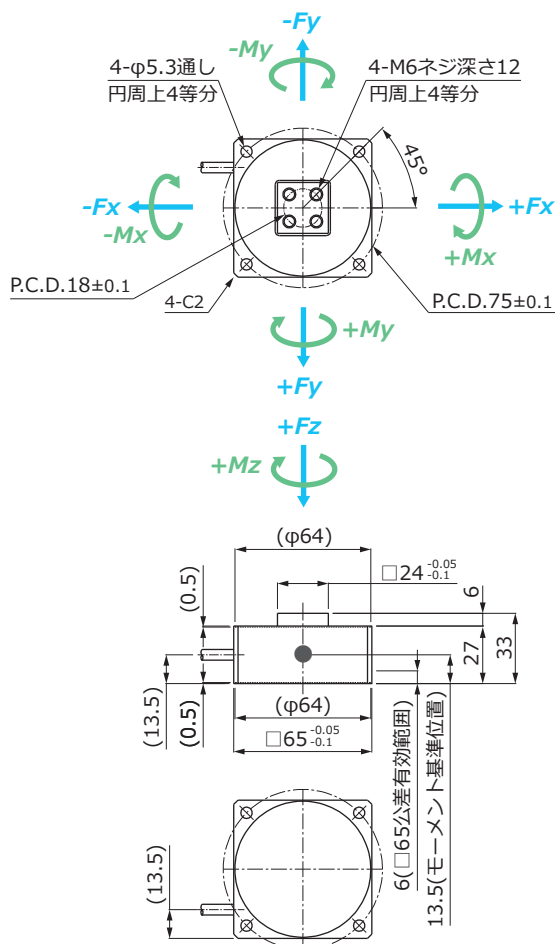 -Fy
-My
4-φ5.3通し
円周上4等分
4-M6ネジ深さ12
円周上4等分
45°
-Fx
-Mx
+Fx
+Mx
P.C.D.18±0.1
4-C2
P.C.D.75±0.1
+My
+Fy
+Fz
+Mz
(φ64)
□24 -0.05 -0.1
(0.5)
6
27
33
(13.5)
(0.5)
(φ64)
□65 -0.05 -0.1
6(□65公差有効範囲)
13.5(モーメント基準位置)
(13.5)